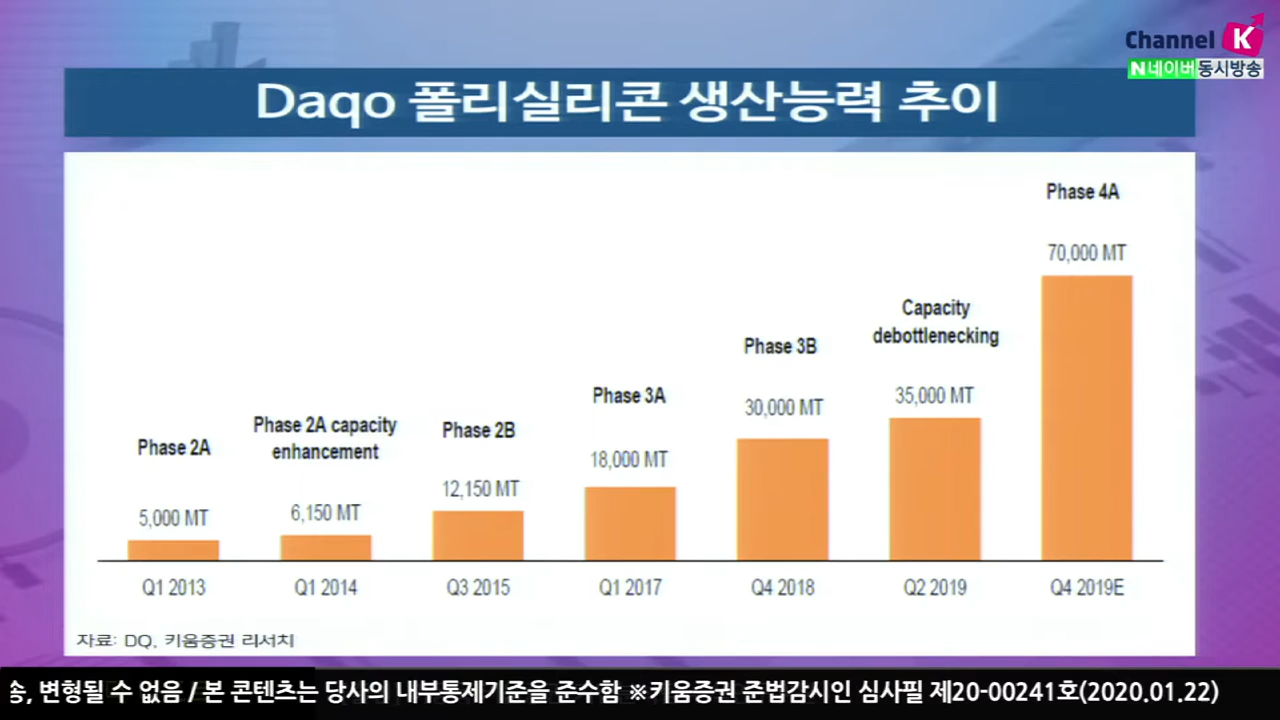 Channel K
N네이버 동시방송
Daqo 폴리실리콘 생산능력 추이
Phase 4A
70,000 MT
Capacity
debottlenecking
35,000 MT
Phase 3B
30,000 MT
Phase 3A
18,000 MT
Phase 2B
12,150 MT
Phase 2A capacity
enhancement
6,150 MT
Phase 2A
5,000 MT
Q1 2013 Q1 2014 Q3 2015 Q1 2017 Q4 2018 Q2 2019 Q4 2019E
자료: DQ, 키움증권 리서치
송, 변형될 수 없음 / 본 콘텐츠는 당사의 내부통제기준을 준수함 ※키움증권 준법감시인 심사필 제20-00241호(2020.01.22)